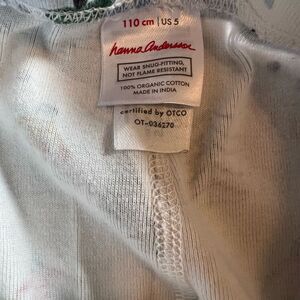 110 cm | US 5
hanna Andersson
WEAR SNUG-FITTING,
NOT FLAME RESISTANT
100% ORGANIC COTTON
MADE IN INDIA
certified by OTCO
OT-036270